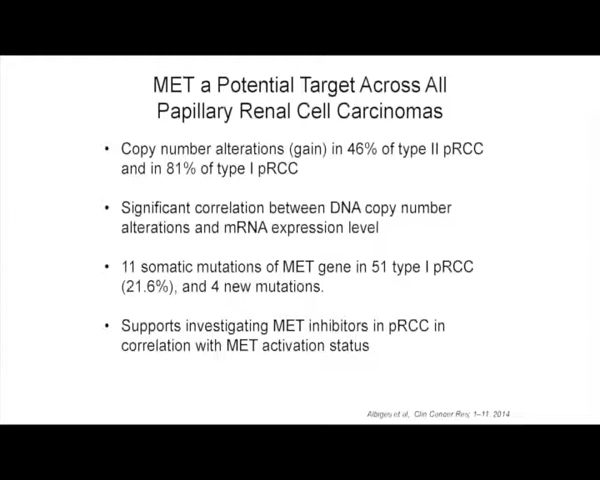 MET a Potential Target Across All
Papillary Renal Cell Carcinomas
• Copy number alterations (gain) in 46% of type II pRCC
and in 81% of type I pRCC
• Significant correlation between DNA copy number
alterations and mRNA expression level
• 11 somatic mutations of MET gene in 51 type I pRCC
(21.6%), and 4 new mutations.
• Supports investigating MET inhibitors in pRCC in
correlation with MET activation status
Albiges et al, Clin Cancer Res, 1–11. 2014